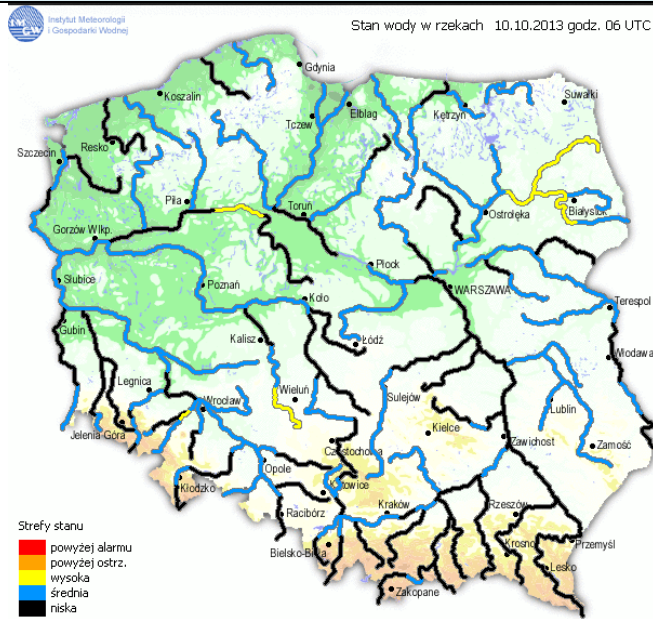 Instytut Meteorologii
i Gospodarki Wodnej
Stan wody w rzekach 10.10.2013 godz. 06 UTC
Gdynia
Koszalin
Suwałki
Tczew
Elbląg
Kętrzyn
Resko
Szczecin
Piła
Toruń
Ostrołęka
Białystok
Gorzów Wlkp.
Płock
Słubice
Poznań
Koło
WARSZAWA
Terespol
Gubin
Kalisz
Łódź
Włodawa
Legnica
Wieluń
Sulejów
Wrocław
Lublin
Jelenia Góra
Kielce
Zawichost
Zamość
Częstochowa
Opole
Kłodzko
Katowice
Racibórz
Kraków
Rzeszów
Strefy stanu
powyżej alarmu
powyżej ostrz.
wysoka
średnia
niska
Bielsko-Biała
Krosno
Przemyśl
Lesko
Zakopane